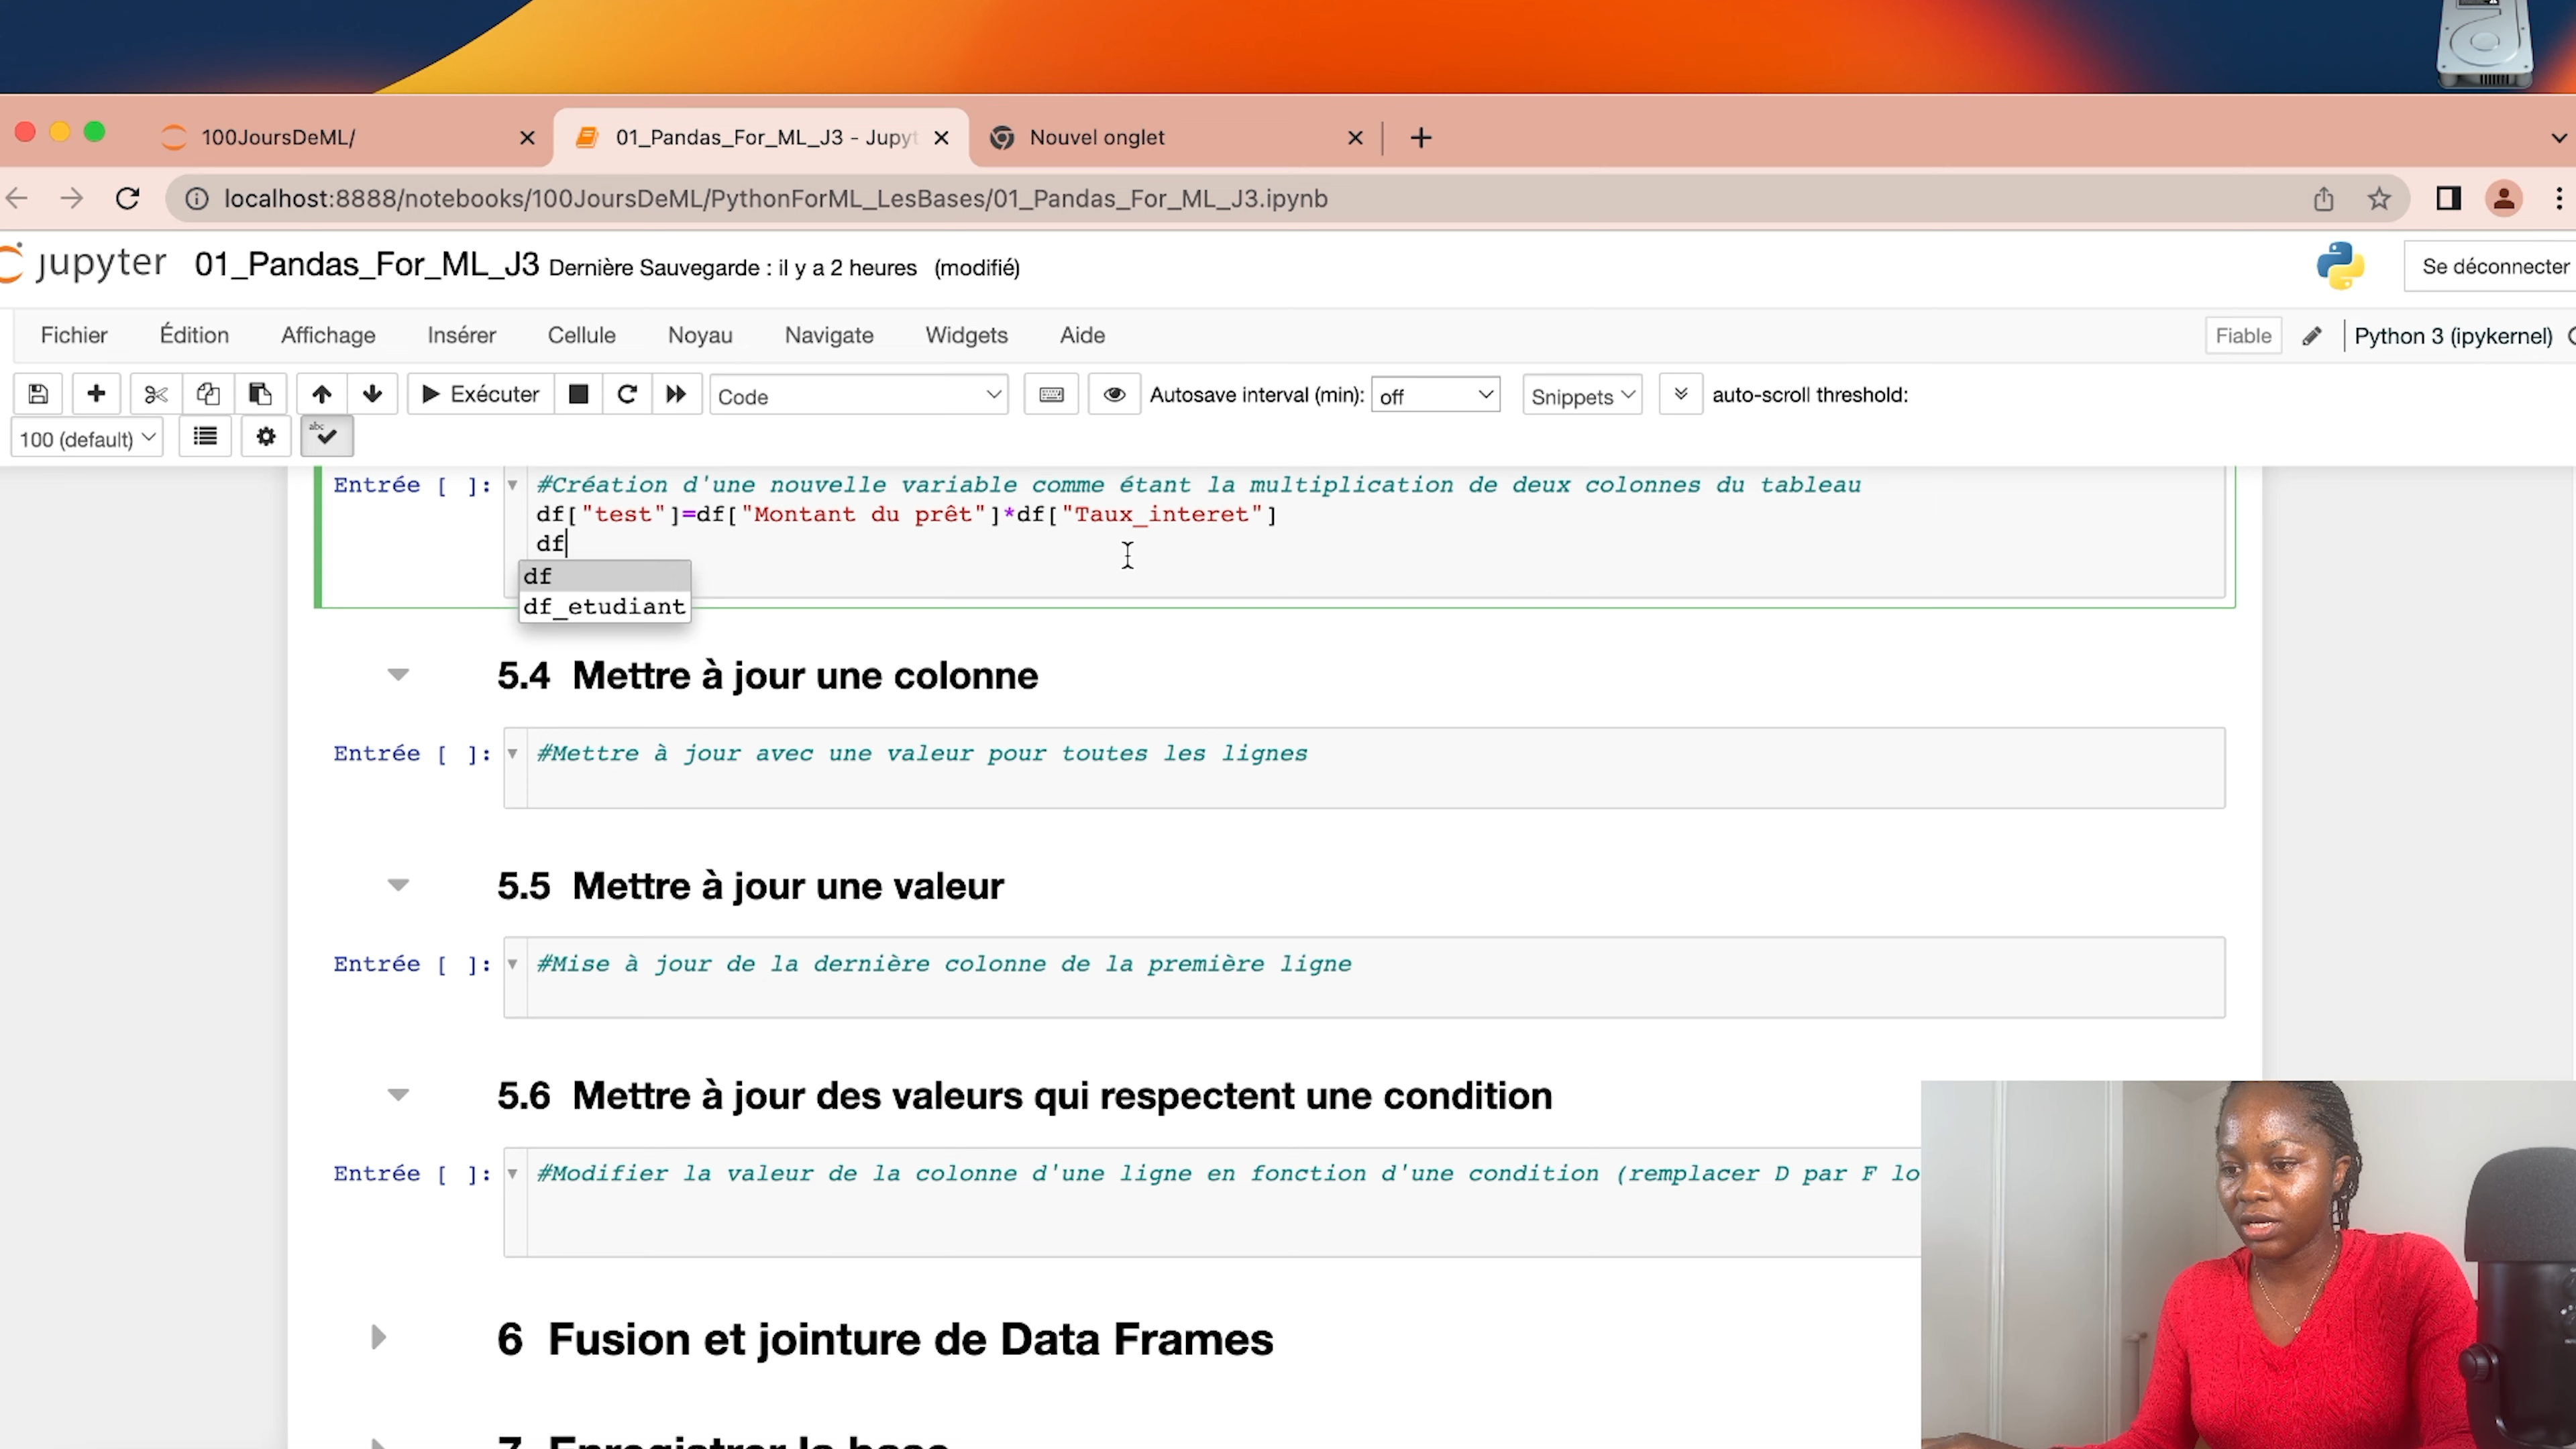 100JoursDeML/
01_Pandas_For_ML_J3 - Jupyt
Nouvel onglet
localhost:8888/notebooks/100JoursDeML/PythonForML_LesBases/01_Pandas_For_ML_J3.ipynb
jupyter 01_Pandas_For_ML_J3 Dernière Sauvegarde : il y a 2 heures (modifié)
Se déconnecter
Fichier Édition Affichage Insérer Cellule Noyau Navigate Widgets Aide
Fiable
Python 3 (ipykernel)
Exécuter Code Autosave interval (min): off Snippets auto-scroll threshold:
100 (default) abc
Entrée [ ]: #Création d'une nouvelle variable comme étant la multiplication de deux colonnes du tableau
df["test"]=df["Montant du prêt"]*df["Taux_interet"]
df
df
df_etudiant
5.4 Mettre à jour une colonne
Entrée [ ]: #Mettre à jour avec une valeur pour toutes les lignes
5.5 Mettre à jour une valeur
Entrée [ ]: #Mise à jour de la dernière colonne de la première ligne
5.6 Mettre à jour des valeurs qui respectent une condition
Entrée [ ]: #Modifier la valeur de la colonne d'une ligne en fonction d'une condition (remplacer D par F lo
6 Fusion et jointure de Data Frames
7 Enregistrer la base